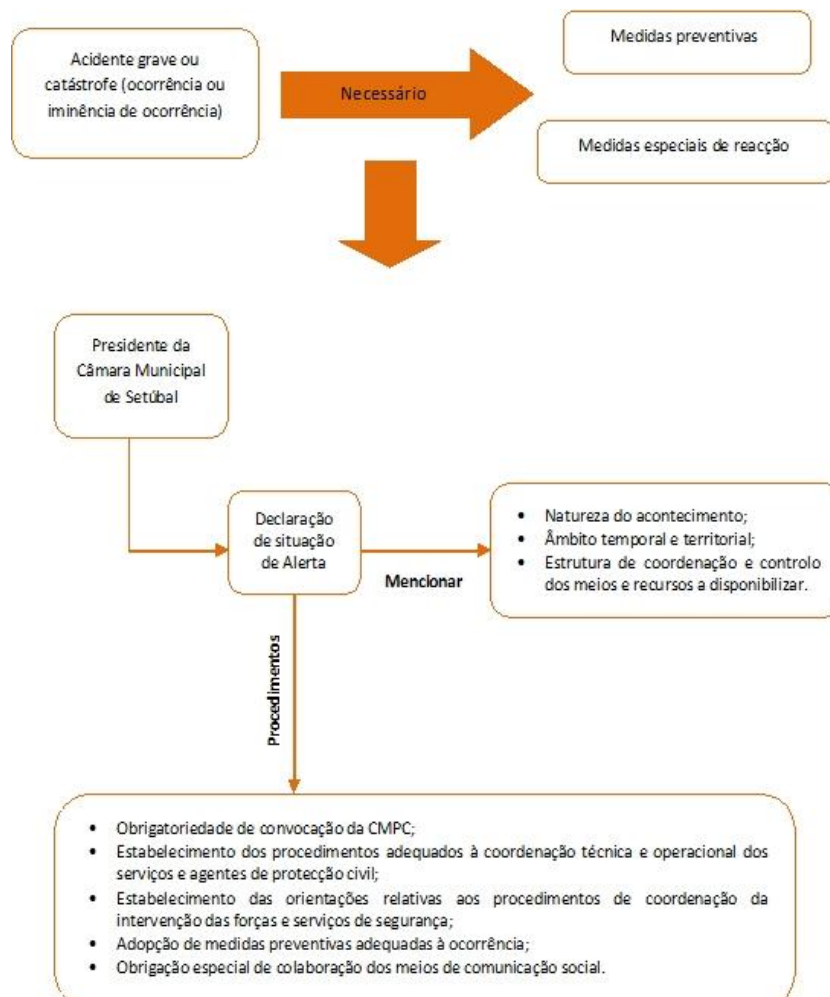 Acidente grave ou
catástrofe (ocorrência ou
iminência de ocorrência)
Necessário
Medidas preventivas
Medidas especiais de reacção
Presidente da
Câmara Municipal
de Setúbal
Declaração
de situação
de Alerta
Mencionar
• Natureza do acontecimento;
• Âmbito temporal e territorial;
• Estrutura de coordenação e controlo
dos meios e recursos a disponibilizar.
Procedimentos
• Obrigatoriedade de convocação da CMPC;
• Estabelecimento dos procedimentos adequados à coordenação técnica e operacional dos
serviços e agentes de protecção civil;
• Estabelecimento das orientações relativas aos procedimentos de coordenação da
intervenção das forças e serviços de segurança;
• Adopção de medidas preventivas adequadas à ocorrência;
• Obrigação especial de colaboração dos meios de comunicação social.